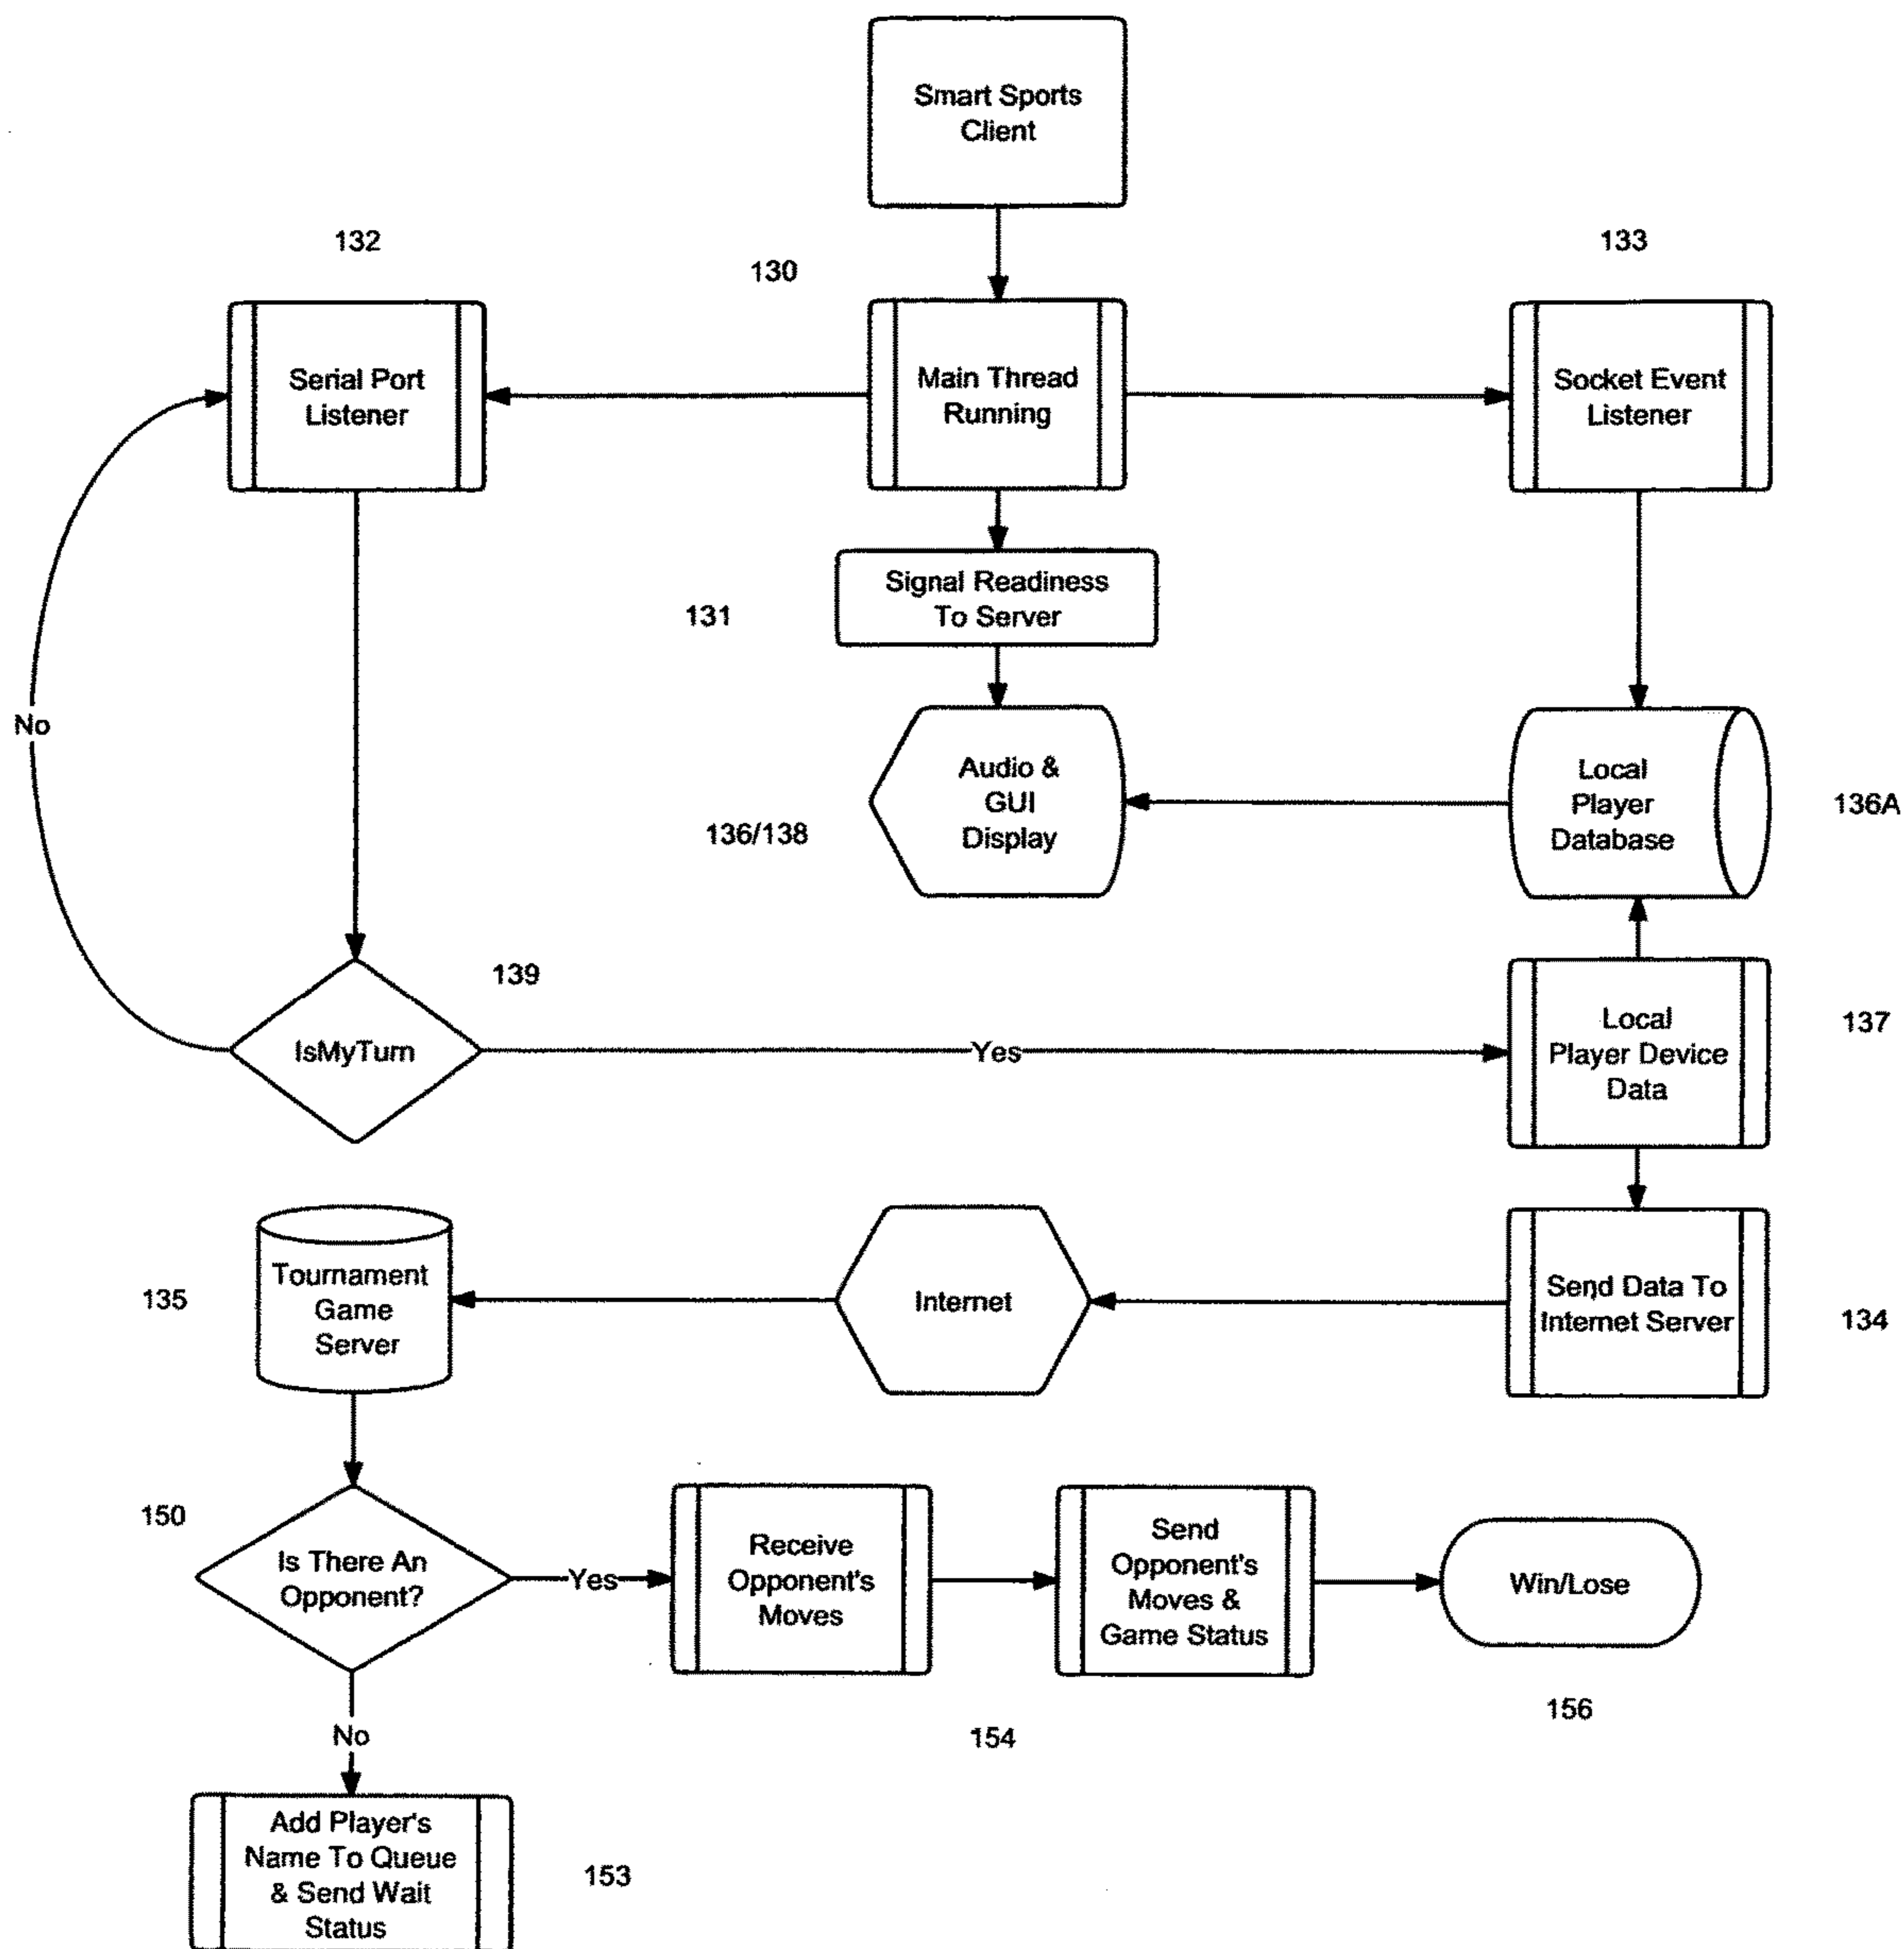 Smart Sports
Client
132
130
133
Serial Port
Listener
Main Thread
Running
Socket Event
Listener
Signal Readiness
To Server
131
No
Audio &
GUI
Display
136/138
Local
Player
Database
136A
139
IsMyTurn
Yes
Local
Player Device
Data
137
Tournament
Game
Server
135
Internet
Send Data To
Internet Server
134
150
Is There An
Opponent?
Yes
Receive
Opponent's
Moves
Send
Opponent's
Moves &
Game Status
Win/Lose
156
154
No
Add Player's
Name To Queue
& Send Wait
Status
153